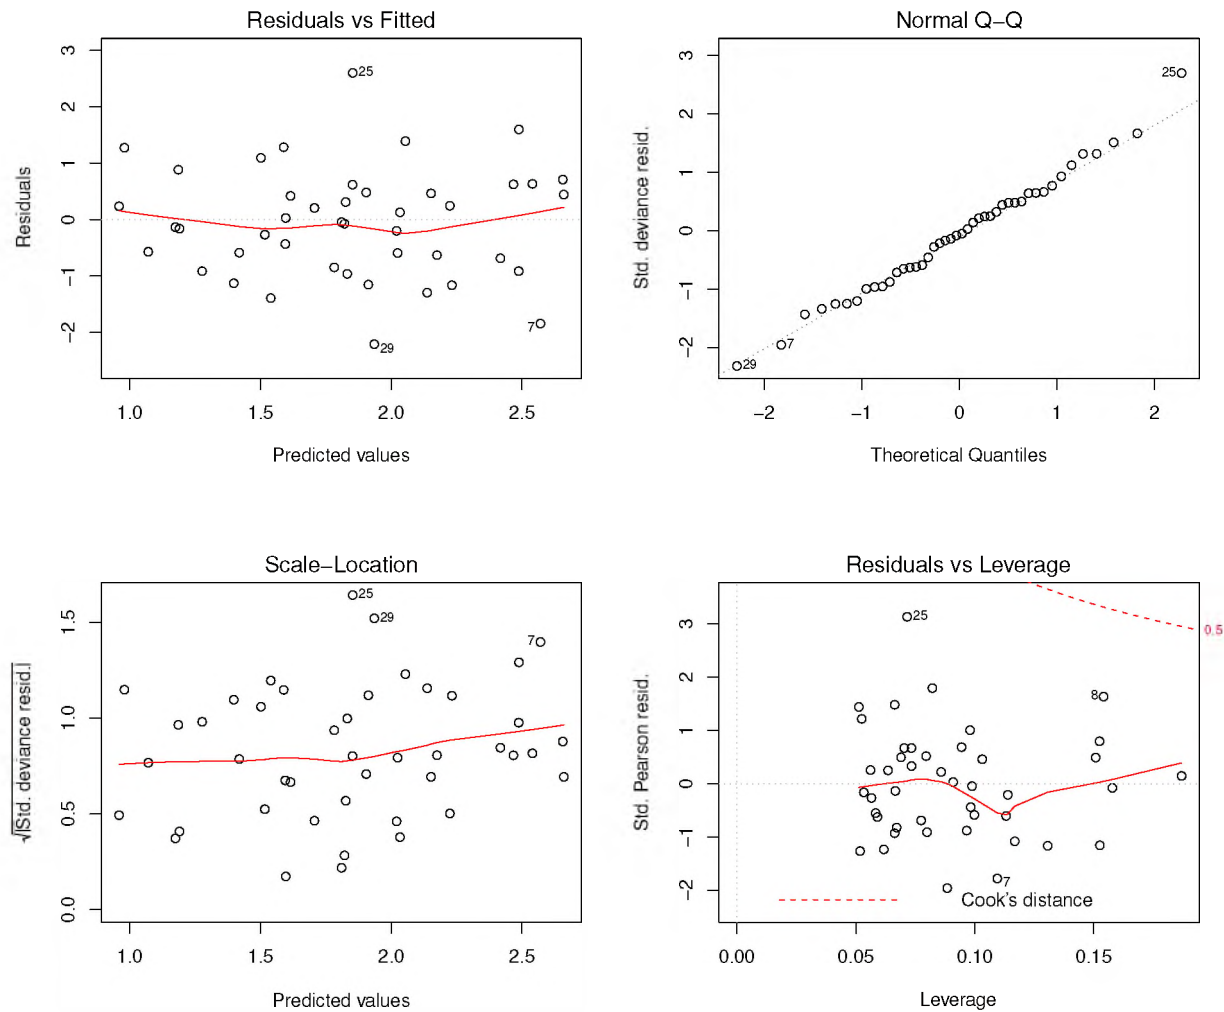 Residuals vs Fitted
Residuals
3
2
1
0
−1
−2
25
7
29
1.0 1.5 2.0 2.5
Predicted values
Normal Q−Q
Std. deviance resid.
3
2
1
0
−1
−2
25
7
29
−2 −1 0 1 2
Theoretical Quantiles
Scale−Location
√|Std. deviance resid.|
1.5
1.0
0.5
0.0
25
29
7
1.0 1.5 2.0 2.5
Predicted values
Residuals vs Leverage
Std. Pearson resid.
3
2
1
0
−1
−2
25
8
7
0.5
Cook's distance
0.00 0.05 0.10 0.15
Leverage